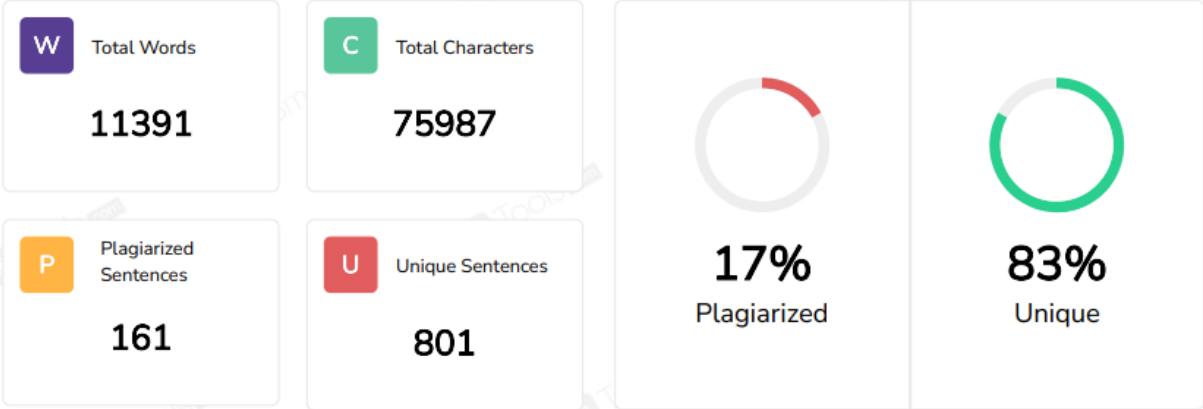 W Total Words
11391
C Total Characters
75987
P Plagiarized
Sentences
161
U Unique Sentences
801
17%
Plagiarized
83%
Unique